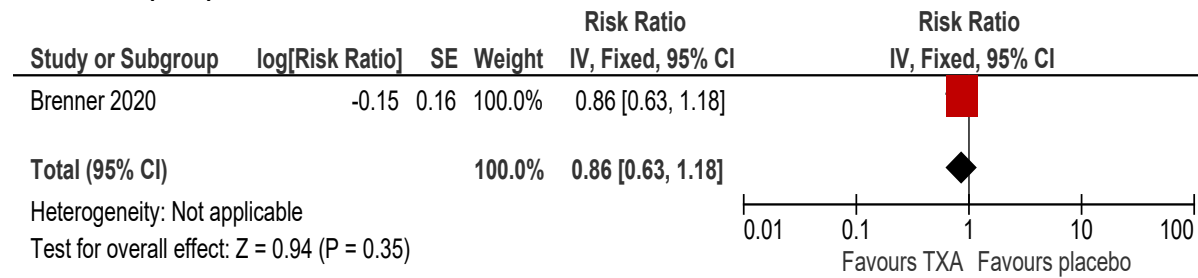 Risk Ratio Risk Ratio
Study or Subgroup log[Risk Ratio] SE Weight IV, Fixed, 95% CI IV, Fixed, 95% CI
Brenner 2020 -0.15 0.16 100.0% 0.86 [0.63, 1.18]
Total (95% CI) 100.0% 0.86 [0.63, 1.18]
Heterogeneity: Not applicable
Test for overall effect: Z = 0.94 (P = 0.35)
0.01 0.1 1 10 100
Favours TXA Favours placebo